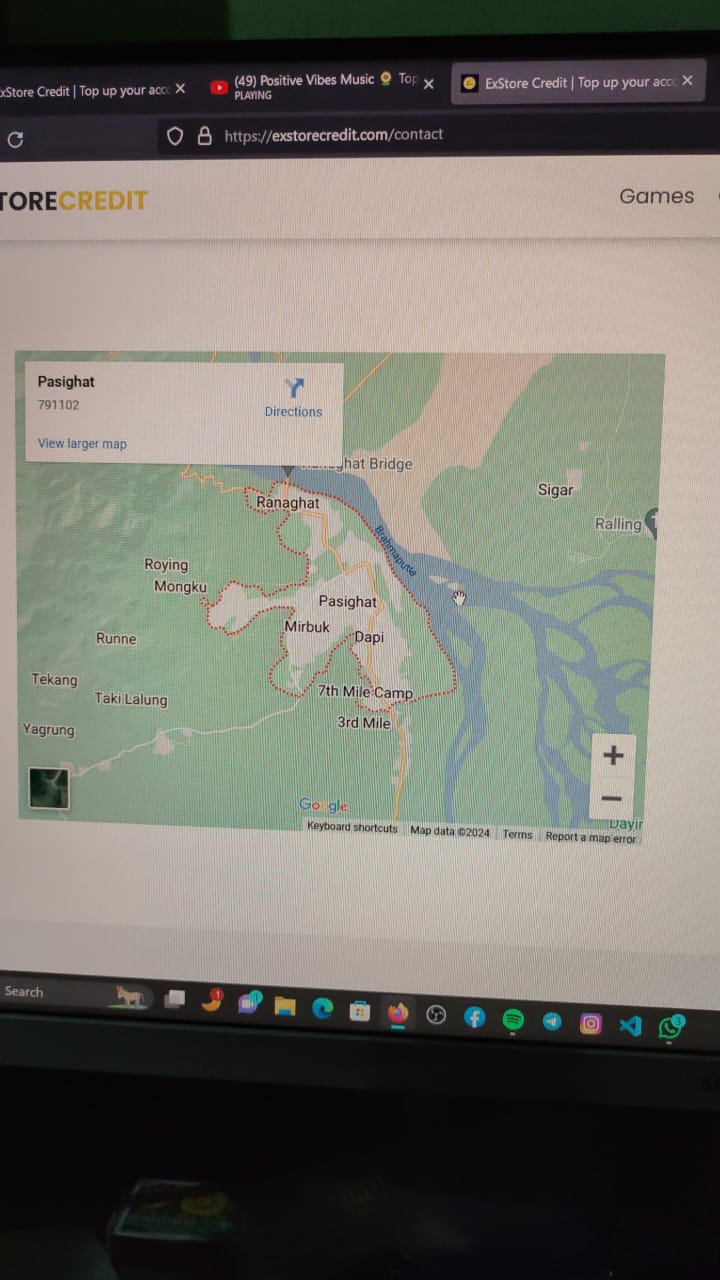 xStore Credit | Top up your acc
(49) Positive Vibes Music 🌻 Top
PLAYING
ExStore Credit | Top up your acc
https://exstorecredit.com/contact
TORECREDIT
Games
Pasighat
791102
Directions
View larger map
ghat Bridge
Ranaghat
Sigar
Ralling
Brahmaputra
Roying
Mongku
Pasighat
Mirbuk
Dapi
Runne
Tekang
Taki Lalung
7th Mile Camp
3rd Mile
Yagrung
Google
Dayir
Keyboard shortcuts Map data ©2024 Terms Report a map error
Search
1
1
3